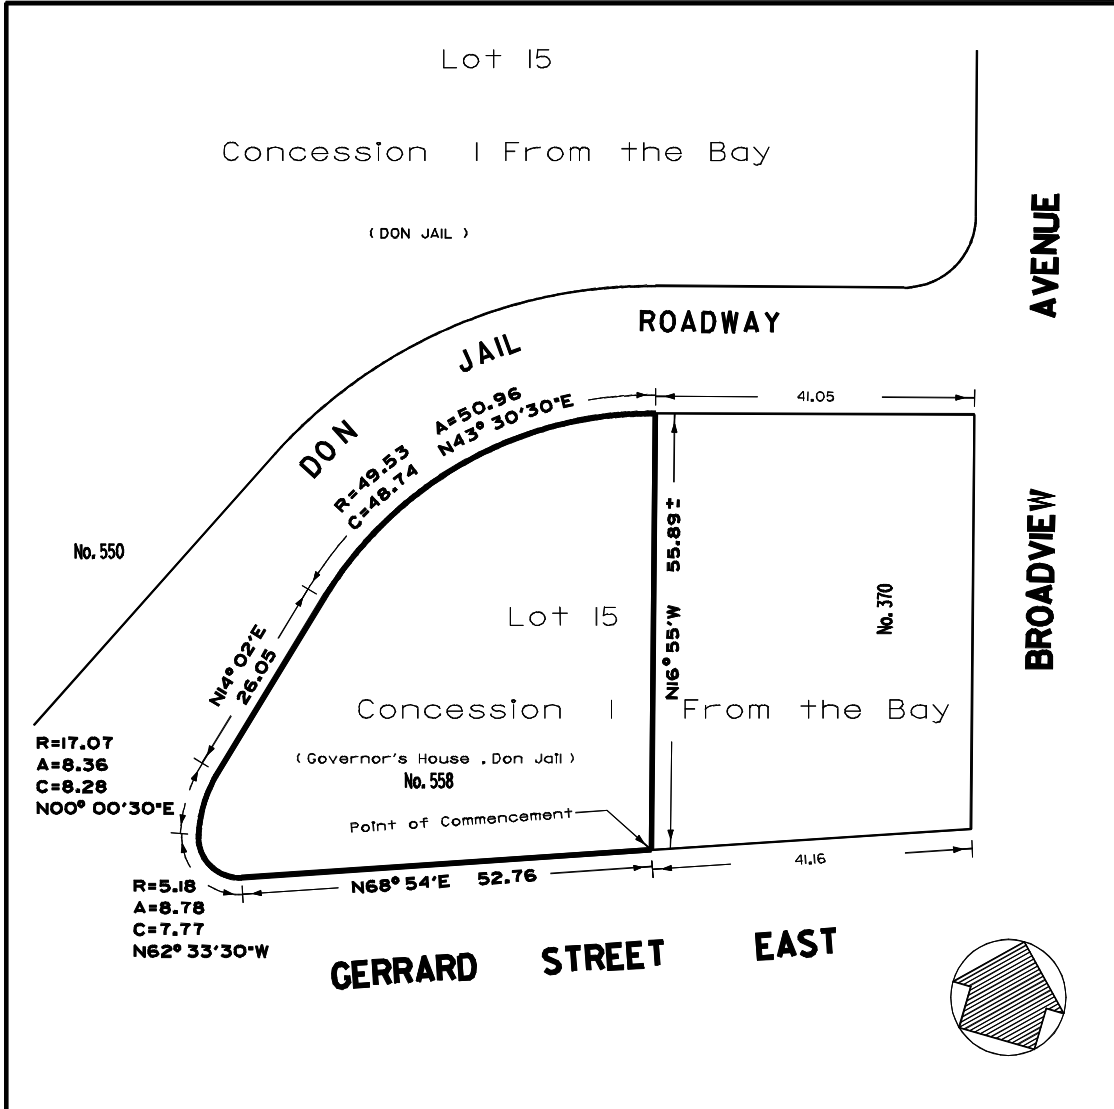 Lot 15
Concession 1 From the Bay
( DON JAIL )
AVENUE
DON JAIL ROADWAY
41.05
A=50.96
N43° 30'30"E
R=49.53
C=48.74
No. 550
55.89±
N16° 55'W
No. 370
BROADVIEW
Lot 15
N14° 02'E
26.05
Concession 1 From the Bay
( Governor's House , Don Jail )
No. 558
R=17.07
A=8.36
C=8.28
N00° 00'30"E
Point of Commencement
41.16
N68° 54'E 52.76
R=5.18
A=8.78
C=7.77
N62° 33'30"W
GERRARD STREET EAST